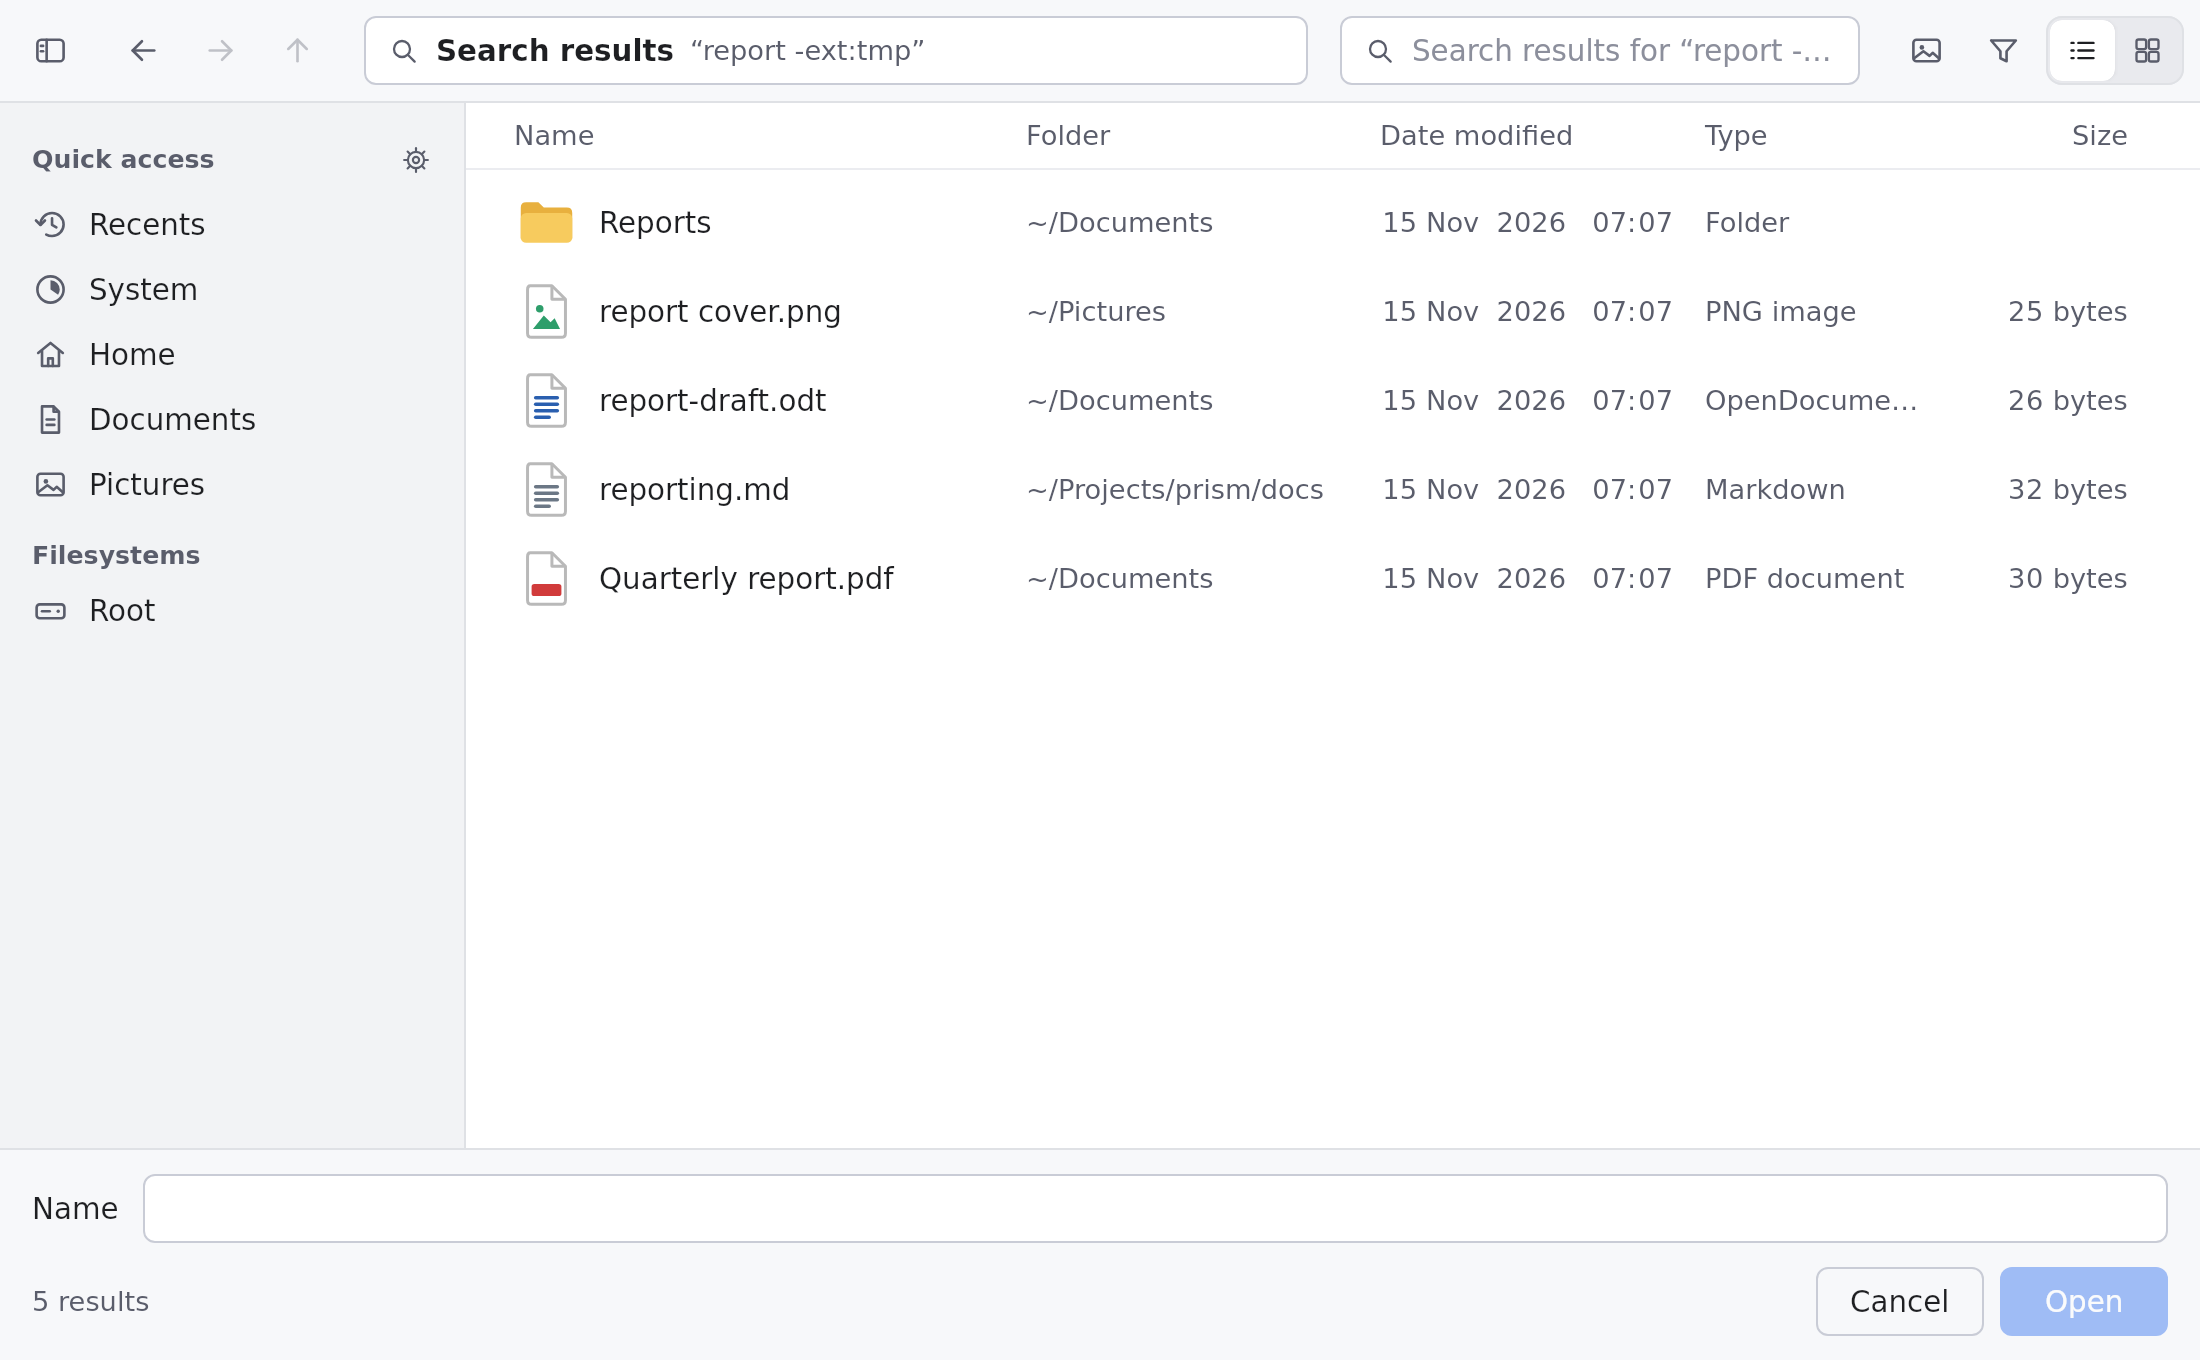 Search results “report -ext:tmp”
Search results for “report -…
Quick access
Recents
System
Home
Documents
Pictures
Filesystems
Root
Name Folder Date modified Type Size
Reports ~/Documents 15 Nov 2026 07:07 Folder
report cover.png ~/Pictures 15 Nov 2026 07:07 PNG image 25 bytes
report-draft.odt ~/Documents 15 Nov 2026 07:07 OpenDocume… 26 bytes
reporting.md ~/Projects/prism/docs 15 Nov 2026 07:07 Markdown 32 bytes
Quarterly report.pdf ~/Documents 15 Nov 2026 07:07 PDF document 30 bytes
Name
5 results
Cancel
Open